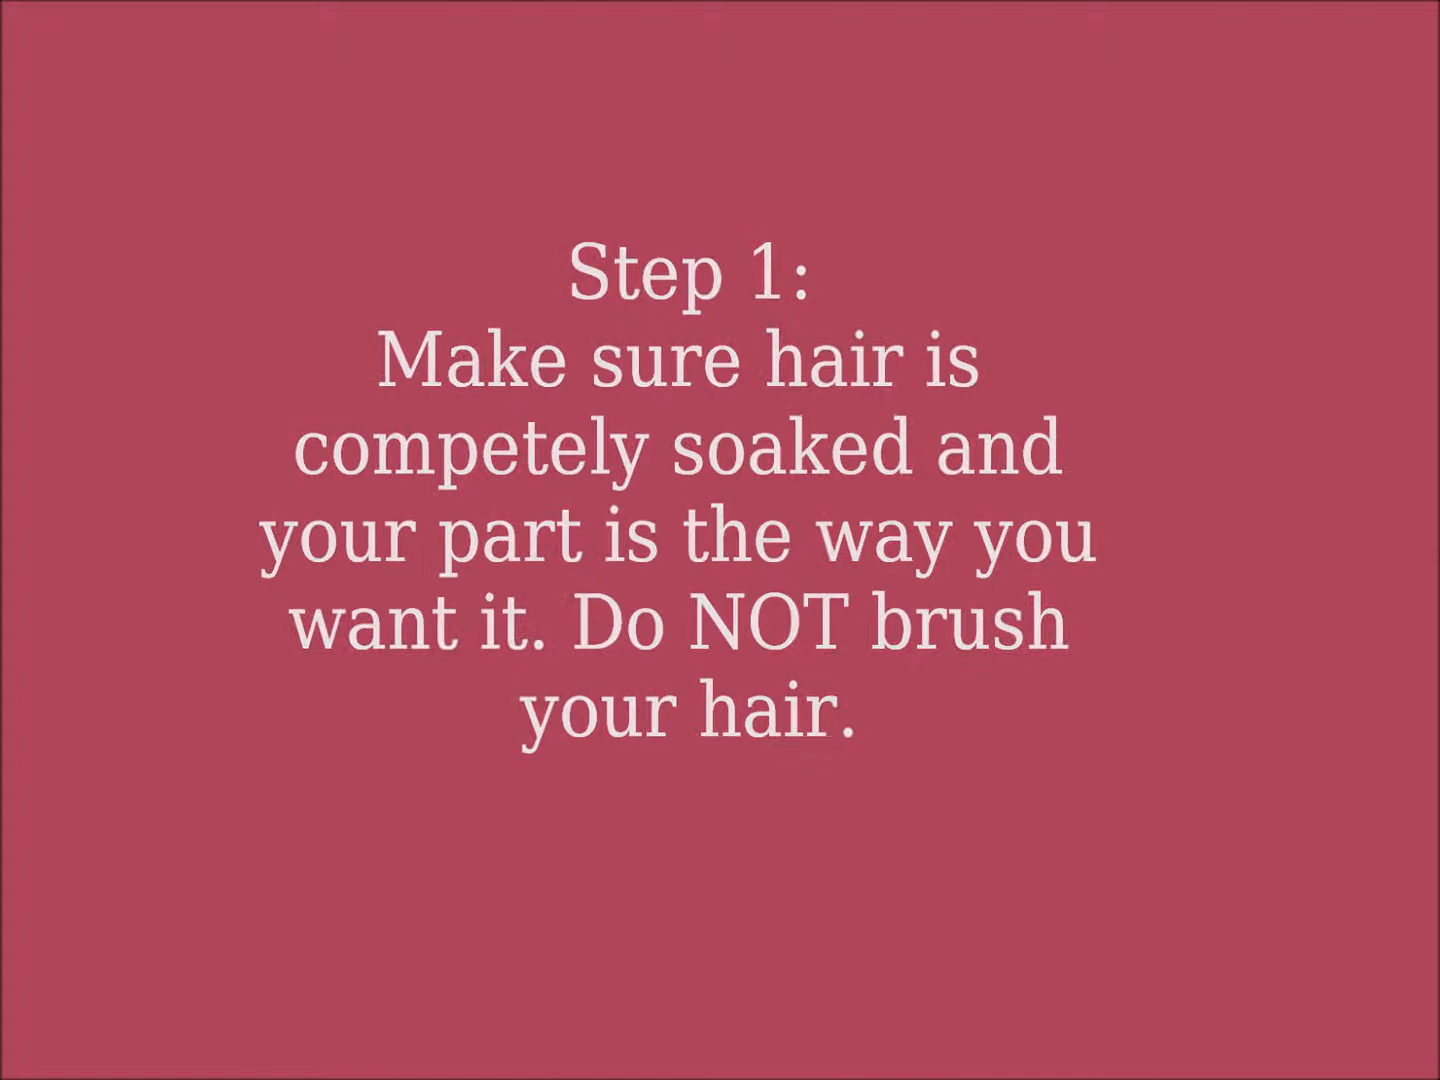 Step 1:
Make sure hair is
competely soaked and
your part is the way you
want it. Do NOT brush
your hair.